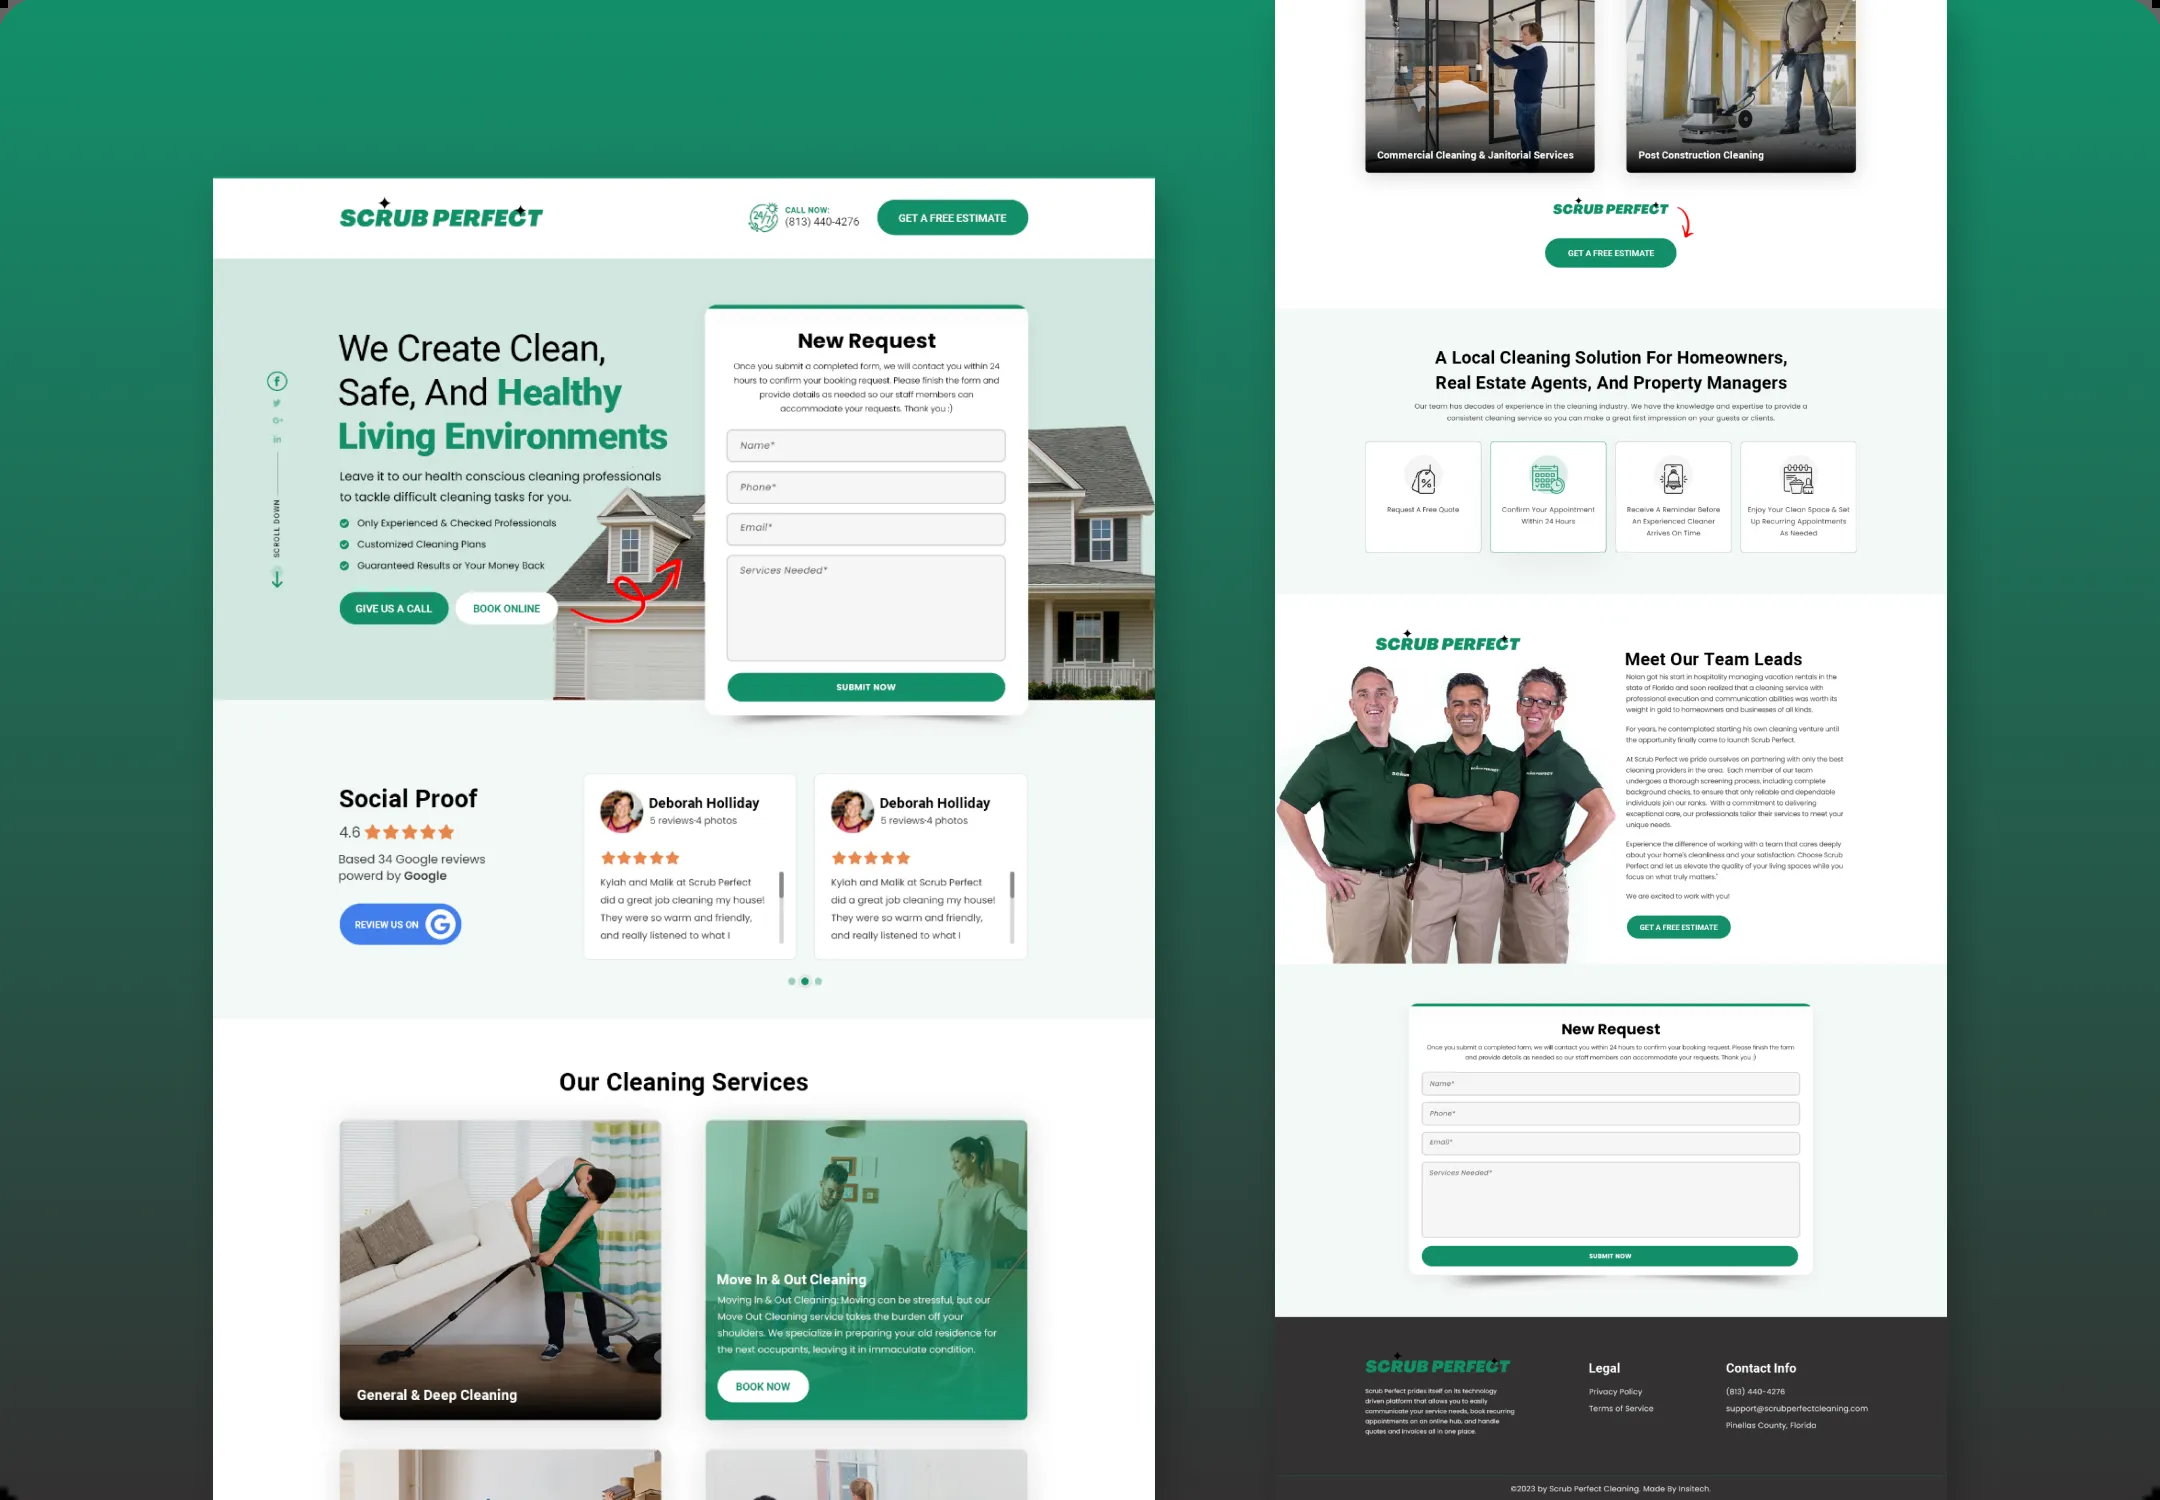 SCRUB PERFECT
24/7
CALL NOW:
(813) 440-4276
GET A FREE ESTIMATE
We Create Clean,
Safe, And Healthy
Living Environments
Leave it to our health conscious cleaning professionals
to tackle difficult cleaning tasks for you.
Only Experienced & Checked Professionals
Customized Cleaning Plans
Guaranteed Results or Your Money Back
GIVE US A CALL
BOOK ONLINE
SCROLL DOWN
New Request
Once you submit a completed form, we will contact you within 24
hours to confirm your booking request. Please finish the form and
provide details as needed so our staff members can
accommodate your requests. Thank you :)
Name*
Phone*
Email*
Services Needed*
SUBMIT NOW
Social Proof
4.6
Based 34 Google reviews
powerd by Google
REVIEW US ON G
Deborah Holliday
5 reviews·4 photos
Kylah and Malik at Scrub Perfect
did a great job cleaning my house!
They were so warm and friendly,
and really listened to what I
Deborah Holliday
5 reviews·4 photos
Kylah and Malik at Scrub Perfect
did a great job cleaning my house!
They were so warm and friendly,
and really listened to what I
Our Cleaning Services
General & Deep Cleaning
Move In & Out Cleaning
Moving In & Out Cleaning: Moving can be stressful, but our
Move Out Cleaning service takes the burden off your
shoulders. We specialize in preparing your old residence for
the next occupants, leaving it in immaculate condition.
BOOK NOW
Commercial Cleaning & Janitorial Services
Post Construction Cleaning
SCRUB PERFECT
GET A FREE ESTIMATE
A Local Cleaning Solution For Homeowners,
Real Estate Agents, And Property Managers
Our team has decades of experience in the cleaning industry. We have the knowledge and expertise to provide a
consistent cleaning service so you can make a great first impression on your guests or clients.
Request A Free Quote
Confirm Your Appointment
Within 24 Hours
Receive A Reminder Before
An Experienced Cleaner
Arrives On Time
Enjoy Your Clean Space & Set
Up Recurring Appointments
As Needed
SCRUB PERFECT
SCRUB PERFECT
SCRUB PERFECT
Meet Our Team Leads
Nolan got his start in hospitality managing vacation rentals in the
state of Florida and soon realized that a cleaning service with
professional execution and communication abilities was worth its
weight in gold to homeowners and businesses of all kinds.
For years, he contemplated starting his own cleaning venture until
the opportunity finally came to launch Scrub Perfect.
At Scrub Perfect we pride ourselves on partnering with only the best
cleaning providers in the area. Each member of our team
undergoes a thorough screening process, including complete
background checks, to ensure that only reliable and dependable
individuals join our ranks. With a commitment to delivering
exceptional care, our professionals tailor their services to meet your
unique needs.
Experience the difference of working with a team that cares deeply
about your home's cleanliness and your satisfaction. Choose Scrub
Perfect and let us elevate the quality of your living spaces while you
focus on what truly matters."
We are excited to work with you!
GET A FREE ESTIMATE
New Request
Once you submit a completed form, we will contact you within 24 hours to confirm your booking request. Please finish the form
and provide details as needed so our staff members can accommodate your requests. Thank you :)
Name*
Phone*
Email*
Services Needed*
SUBMIT NOW
SCRUB PERFECT
Scrub Perfect prides itself on its technology
driven platform that allows you to easily
communicate your service needs, book recurring
appointments on an online hub, and handle
quotes and invoices all in one place.
Legal
Privacy Policy
Terms of Service
Contact Info
(813) 440-4276
support@scrubperfectcleaning.com
Pinellas County, Florida
©2023 by Scrub Perfect Cleaning. Made By Insitech.